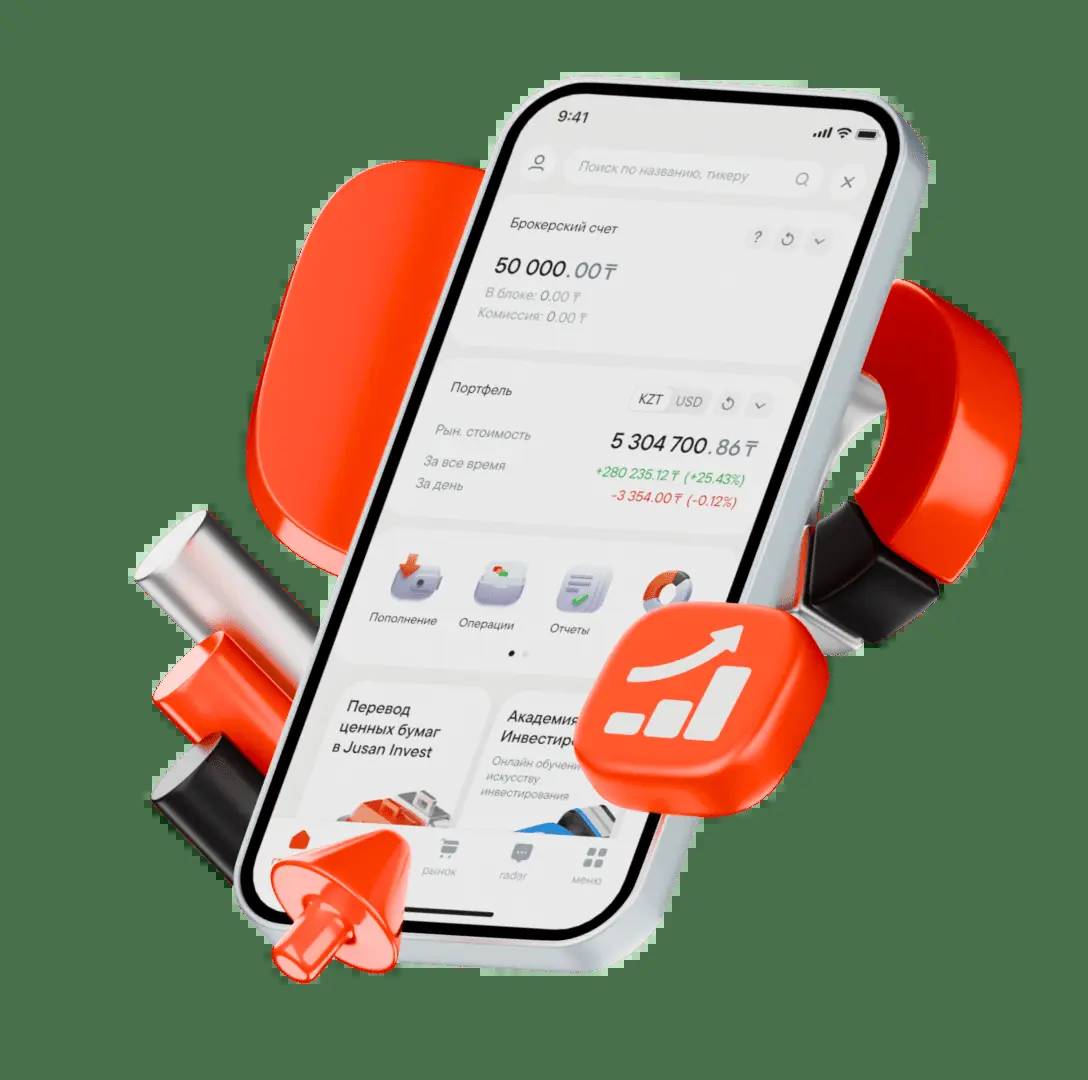 9:41
Поиск по названию, тикеру
Брокерский счет
?
50 000.00 ₸
В блоке: 0.00 ₸
Комиссия: 0.00 ₸
Портфель
KZT USD
Рын. стоимость
5 304 700.86 ₸
За все время
+280 235.12 ₸ (+25.43%)
За день
-3 354.00 ₸ (-0.12%)
Пополнение
Операции
Отчеты
Перевод
ценных бумаг
в Jusan Invest
Академия
Онлайн
искусству
инвестирования
рынок
radar
меню